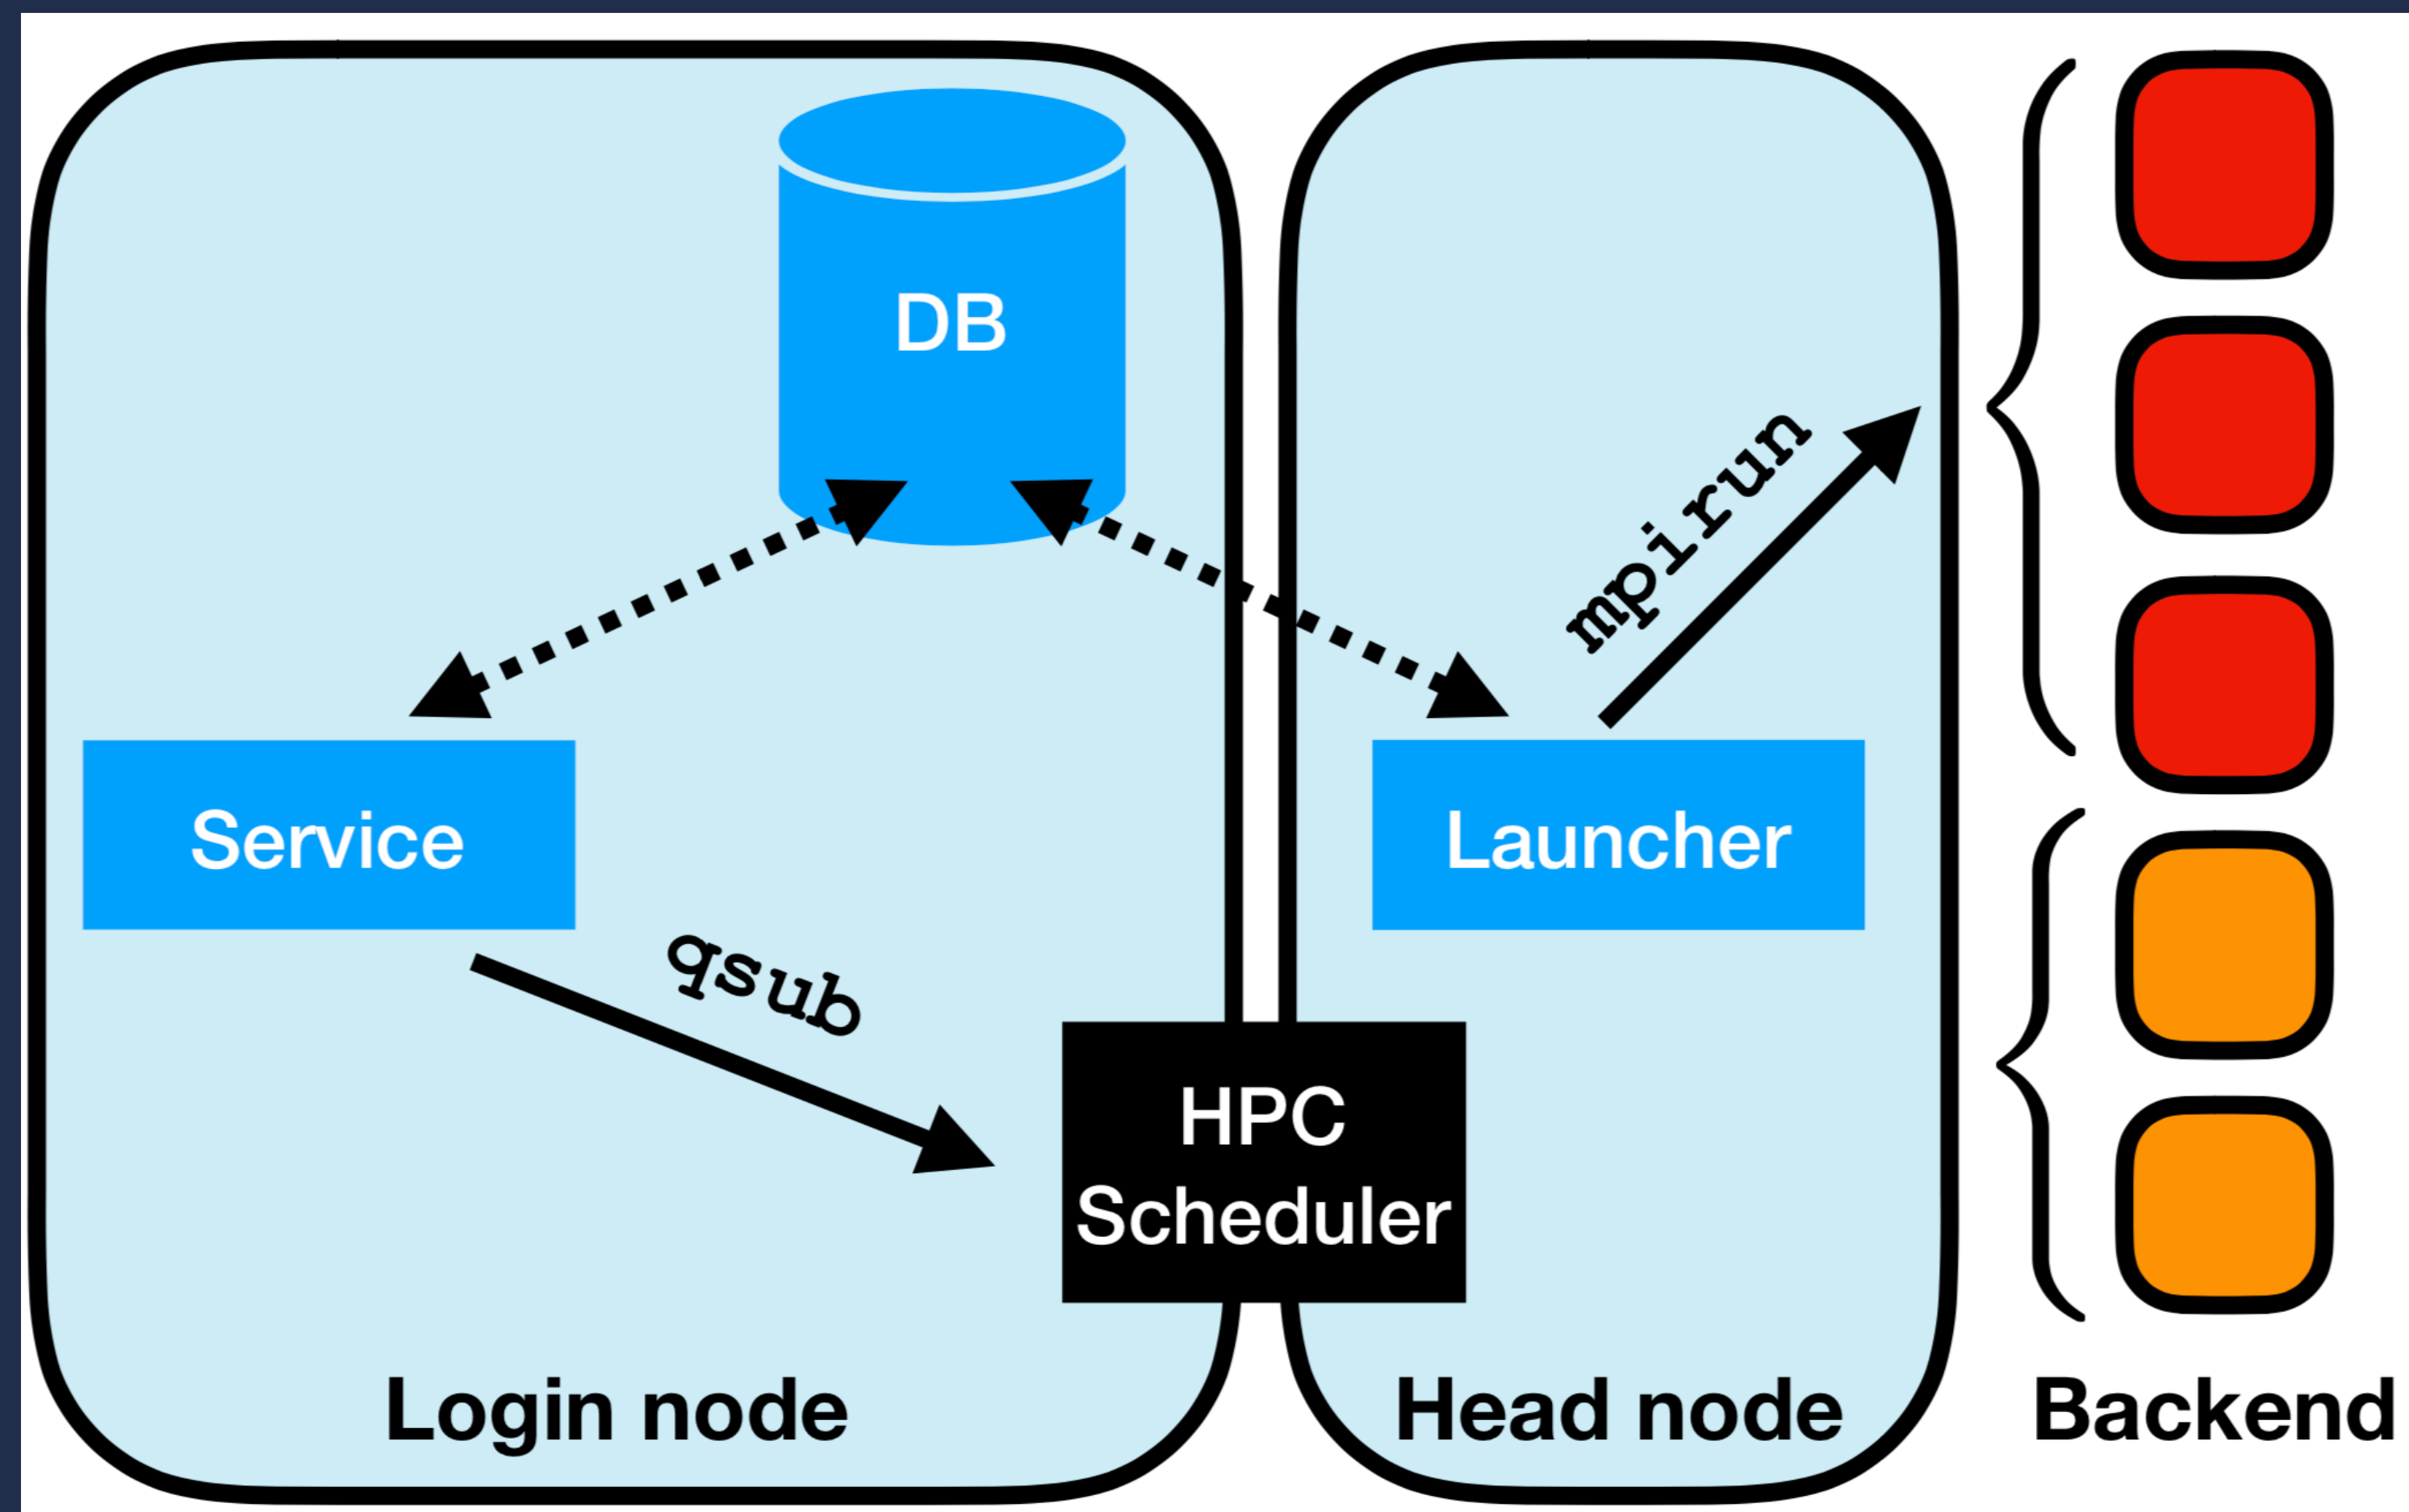 DB
mpirun
Service
Launcher
qsub
HPC
Scheduler
Login node
Head node
Backend